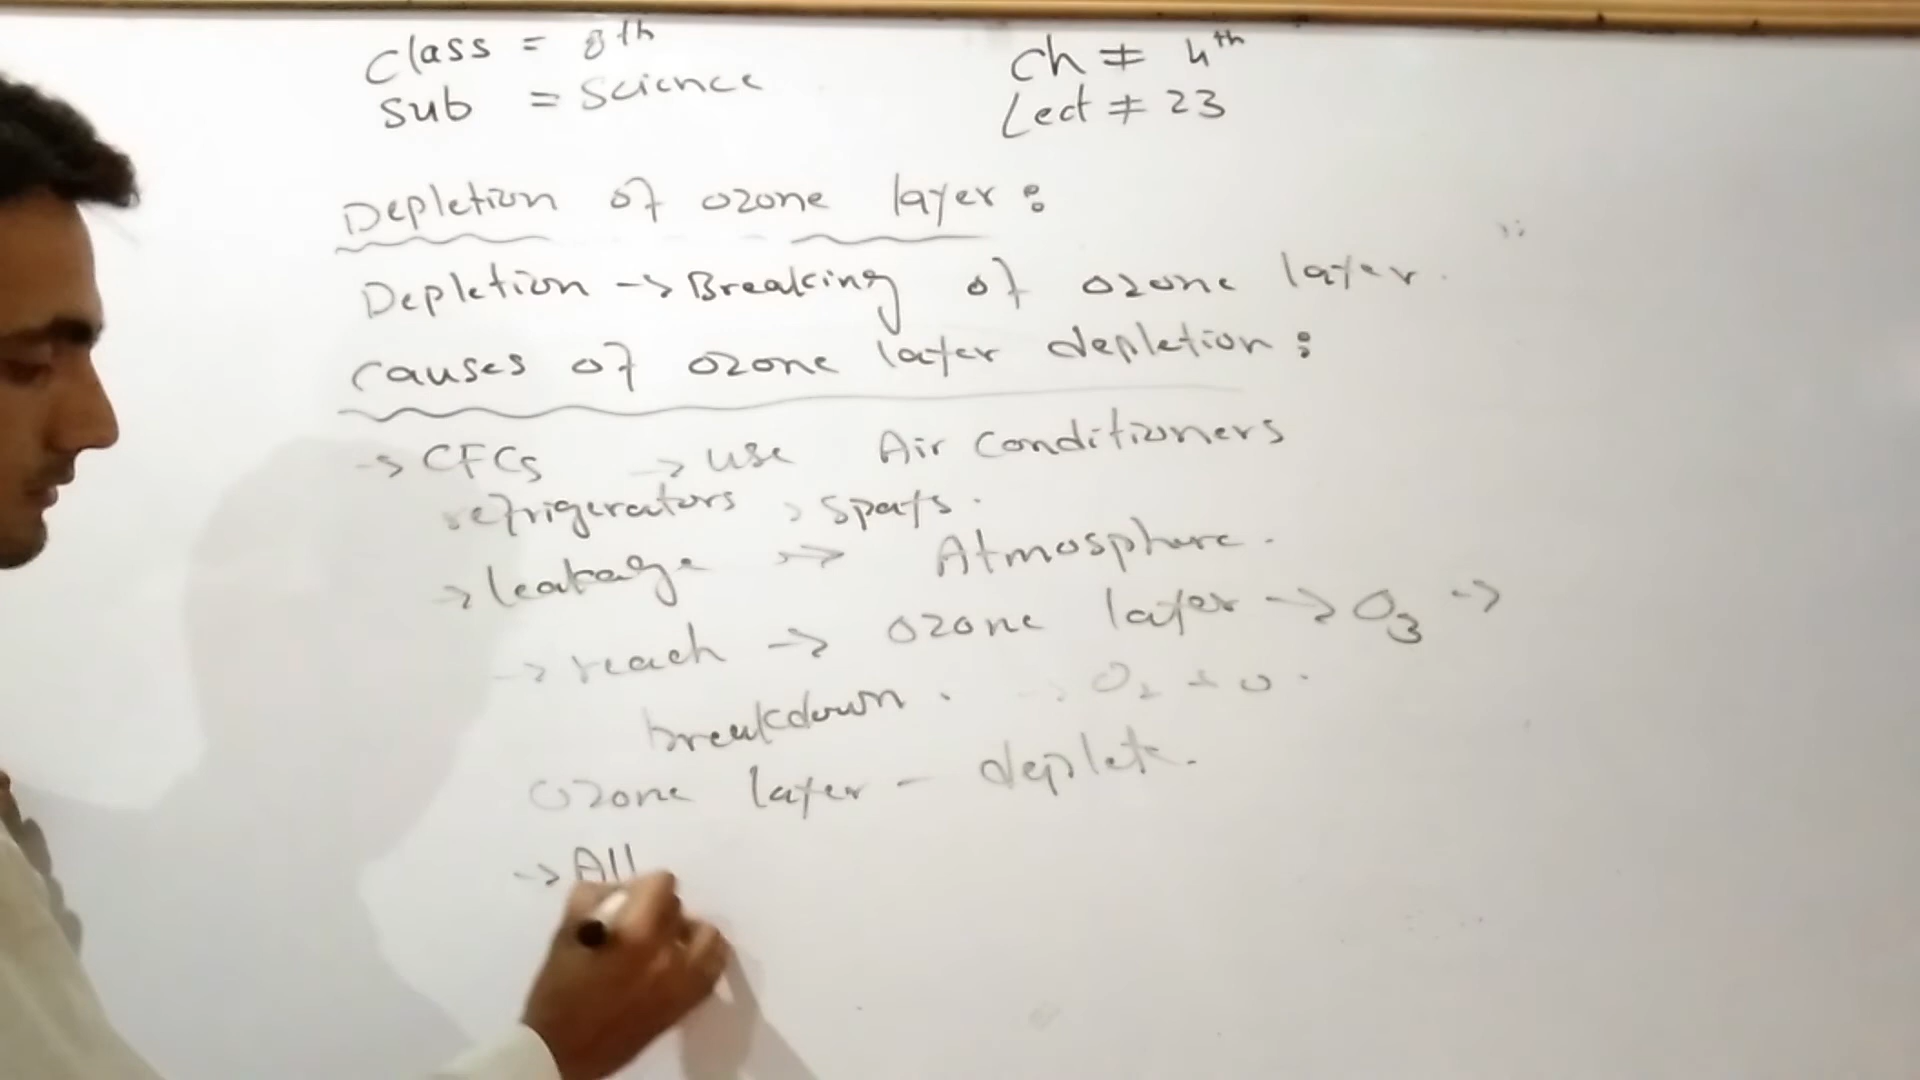 Class = 8th
Sub = Science
Ch # 4th
Lect # 23
Depletion of ozone layer:
Depletion → Breaking of ozone layer.
Causes of ozone layer depletion:
→ CFCs → use Air Conditioners
refrigerators, Spays.
→ leakage → Atmosphere.
→ reach → ozone layer → O₃ →
breakdown. → O₂ + O.
Ozone layer - deplete.
→ All